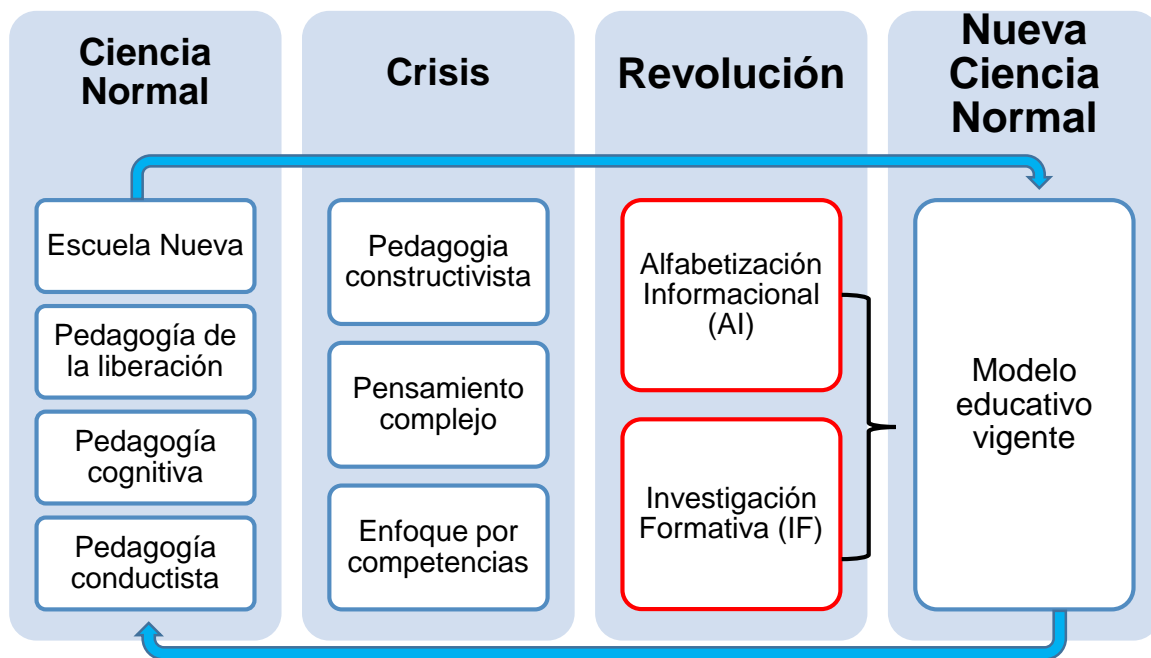 Ciencia
Normal
Escuela Nueva
Pedagogía de
la liberación
Pedagogía
cognitiva
Pedagogía
conductista
Crisis
Pedagogia
constructivista
Pensamiento
complejo
Enfoque por
competencias
Revolución
Alfabetización
Informacional
(AI)
Investigación
Formativa (IF)
Nueva
Ciencia
Normal
Modelo
educativo
vigente